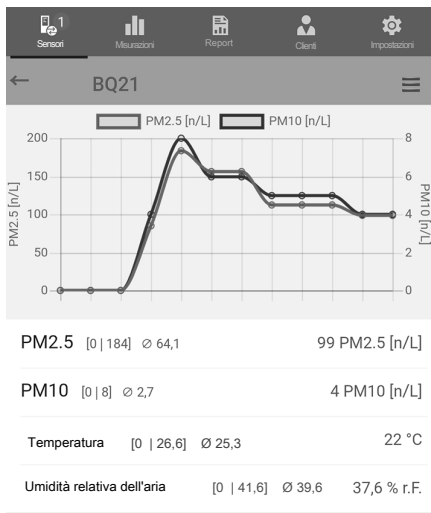 1
Sensori Misurazioni Report Clienti Impostazioni
BQ21
PM2.5 [n/L] PM10 [n/L]
200 8
150 6
100 4
50 2
0 0
PM2.5 [n/L]
PM10 [n/L]
PM2.5 [0 | 184] Ø 64,1 99 PM2.5 [n/L]
PM10 [0 | 8] Ø 2,7 4 PM10 [n/L]
Temperatura [0 | 26,6] Ø 25,3 22 °C
Umidità relativa dell'aria [0 | 41,6] Ø 39,6 37,6 % r.F.